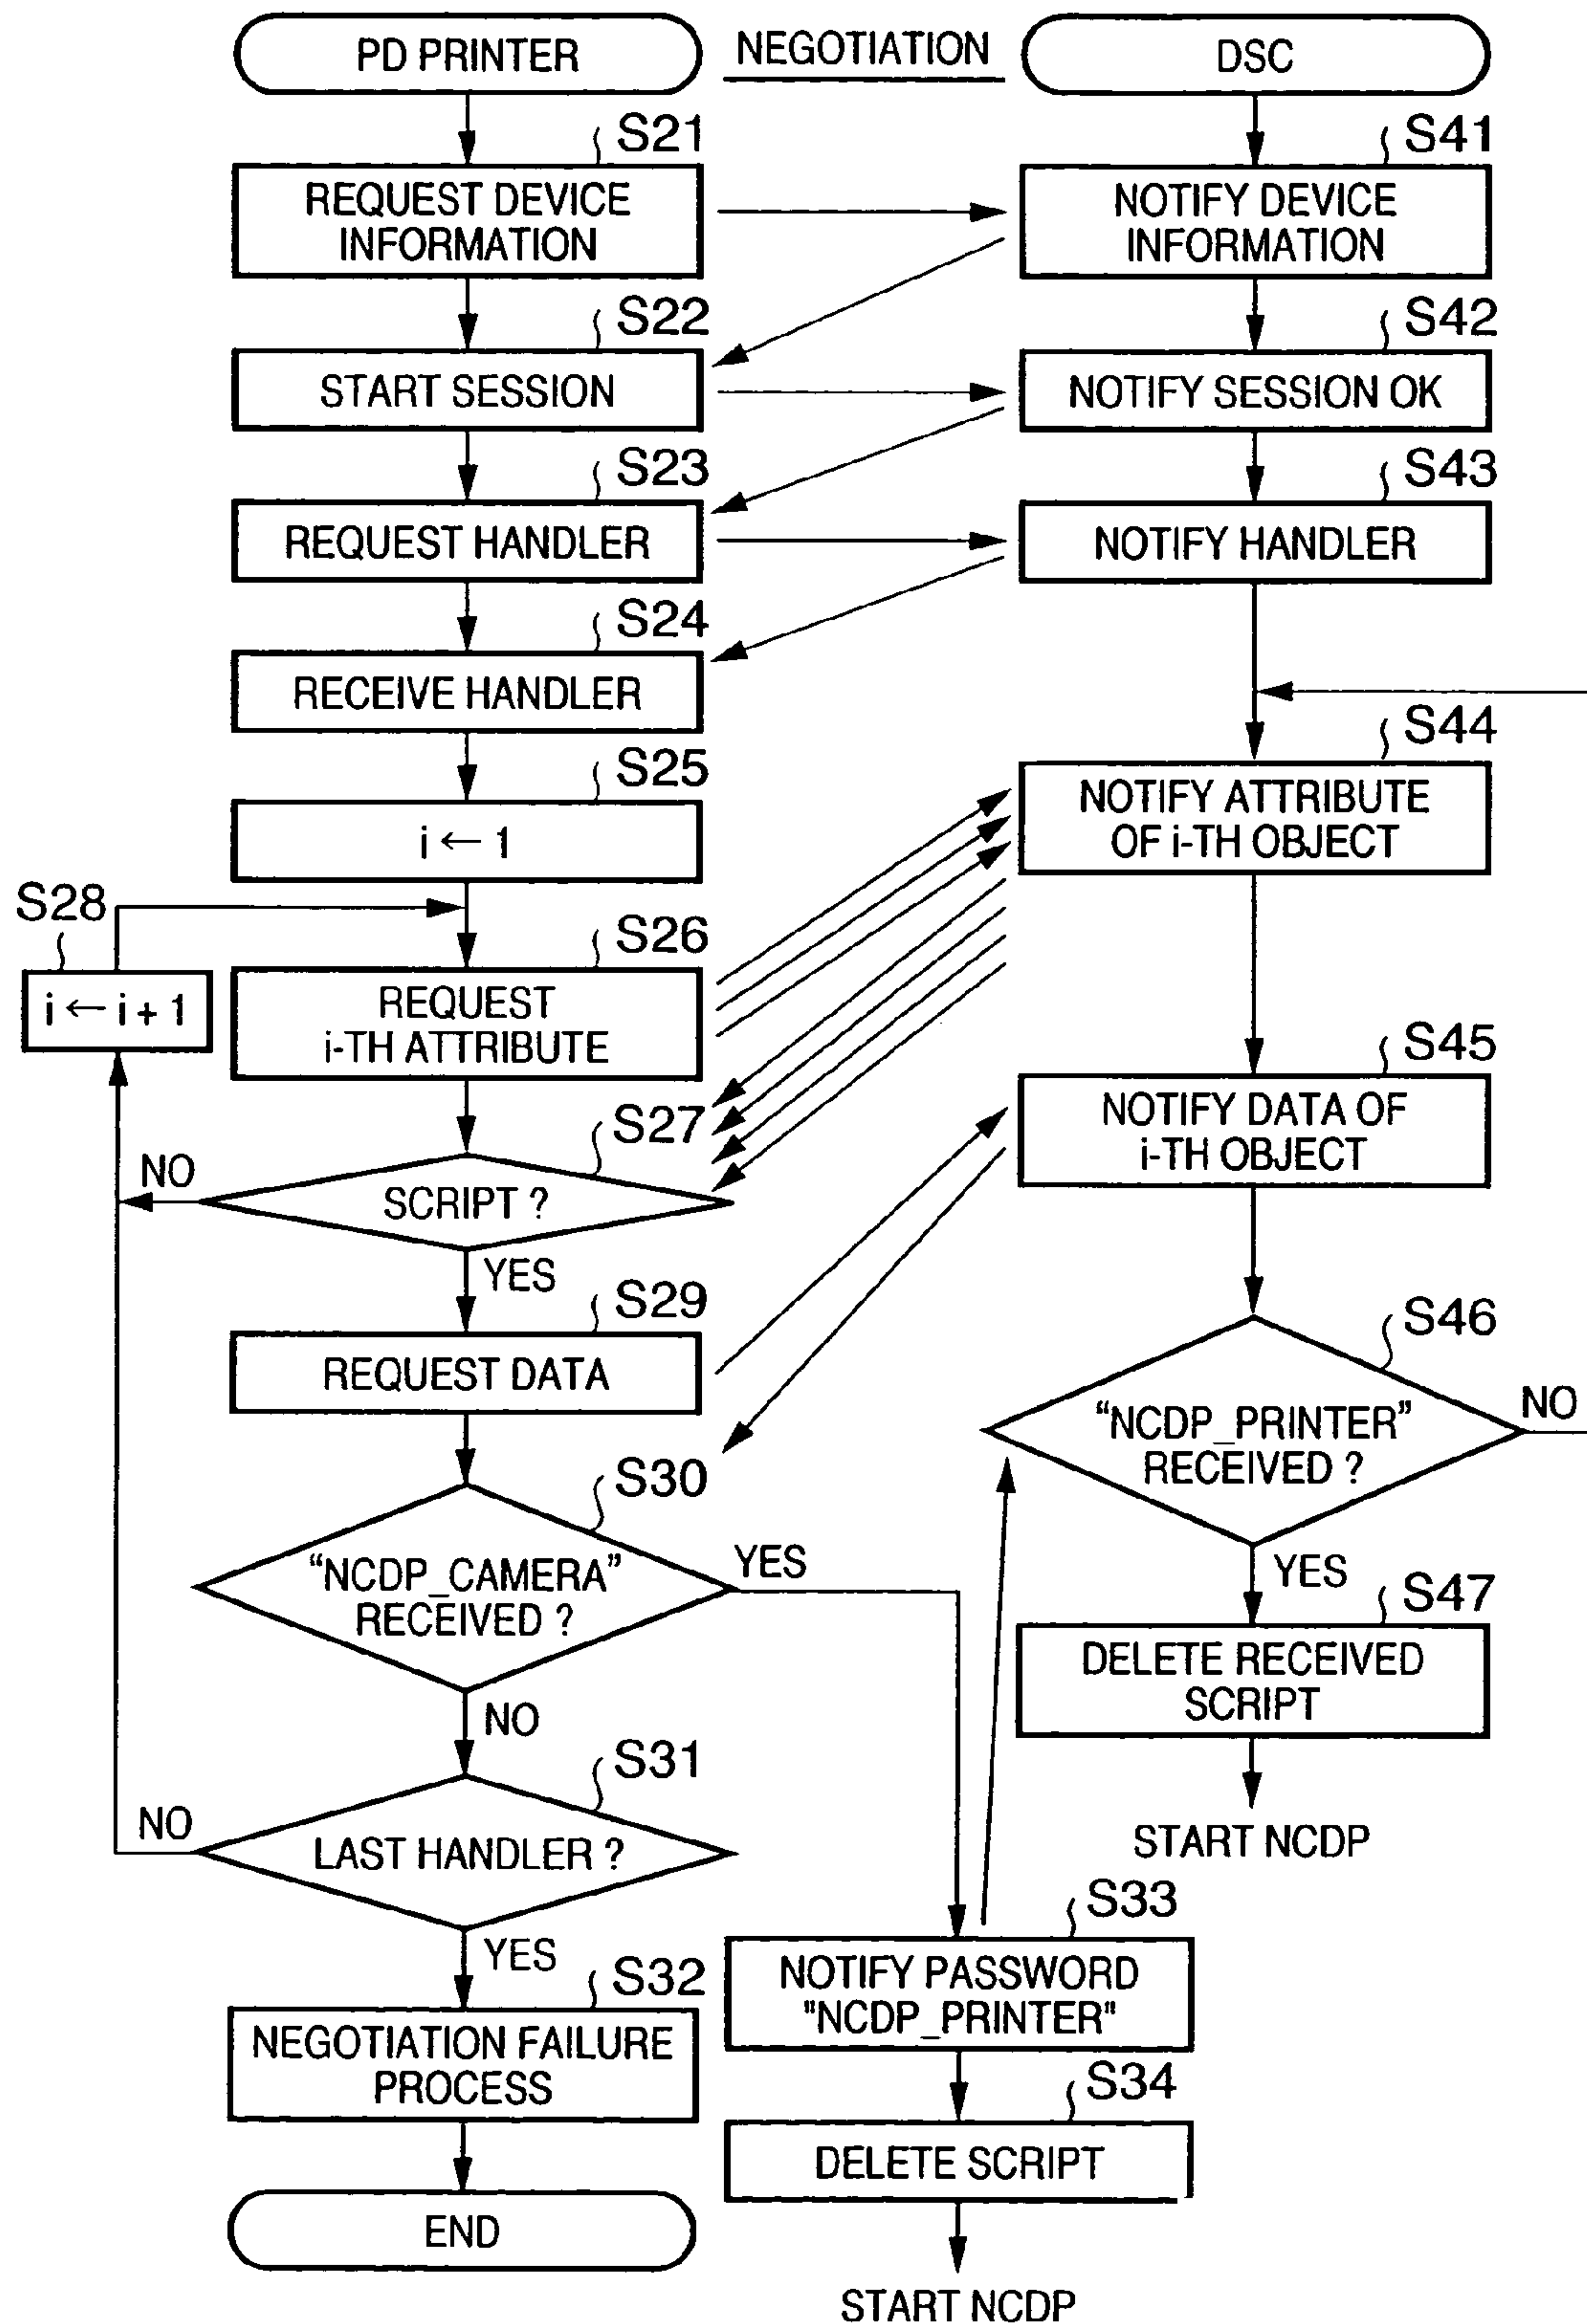 PD PRINTER
NEGOTIATION
DSC
S21
REQUEST DEVICE
INFORMATION
S41
NOTIFY DEVICE
INFORMATION
S22
START SESSION
S42
NOTIFY SESSION OK
S23
REQUEST HANDLER
S43
NOTIFY HANDLER
S24
RECEIVE HANDLER
S25
i ← 1
S44
NOTIFY ATTRIBUTE
OF i-TH OBJECT
S28
i ← i + 1
S26
REQUEST
i-TH ATTRIBUTE
S45
NOTIFY DATA OF
i-TH OBJECT
S27
NO
SCRIPT ?
YES
S29
REQUEST DATA
S46
"NCDP_PRINTER"
RECEIVED ?
NO
YES
S30
“NCDP_CAMERA”
RECEIVED ?
YES
NO
S47
DELETE RECEIVED
SCRIPT
START NCDP
S31
NO
LAST HANDLER ?
YES
S32
NEGOTIATION FAILURE
PROCESS
END
S33
NOTIFY PASSWORD
"NCDP_PRINTER"
S34
DELETE SCRIPT
START NCDP